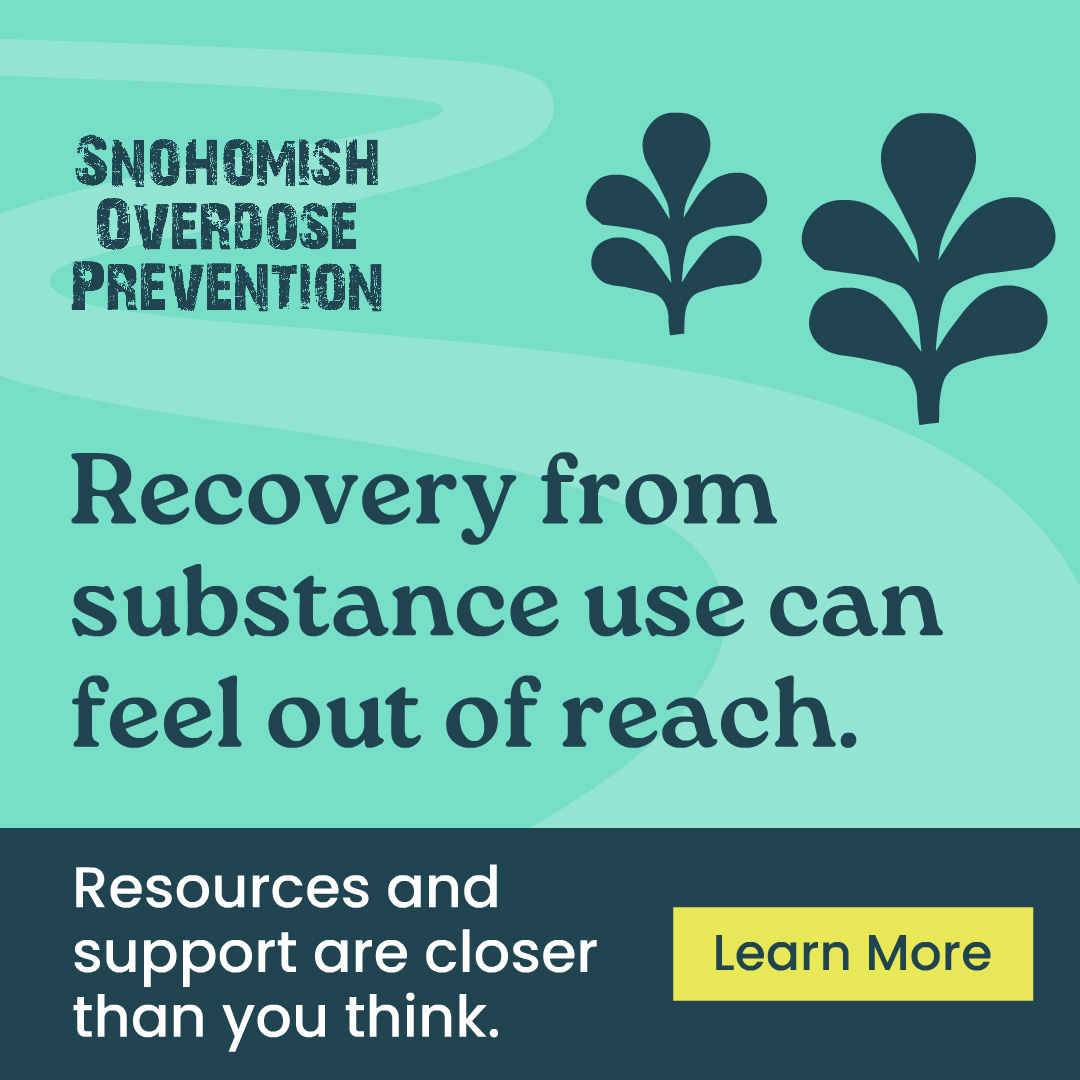 Snohomish
Overdose
Prevention
Recovery from
substance use can
feel out of reach.
Resources and
support are closer
than you think.
Learn More